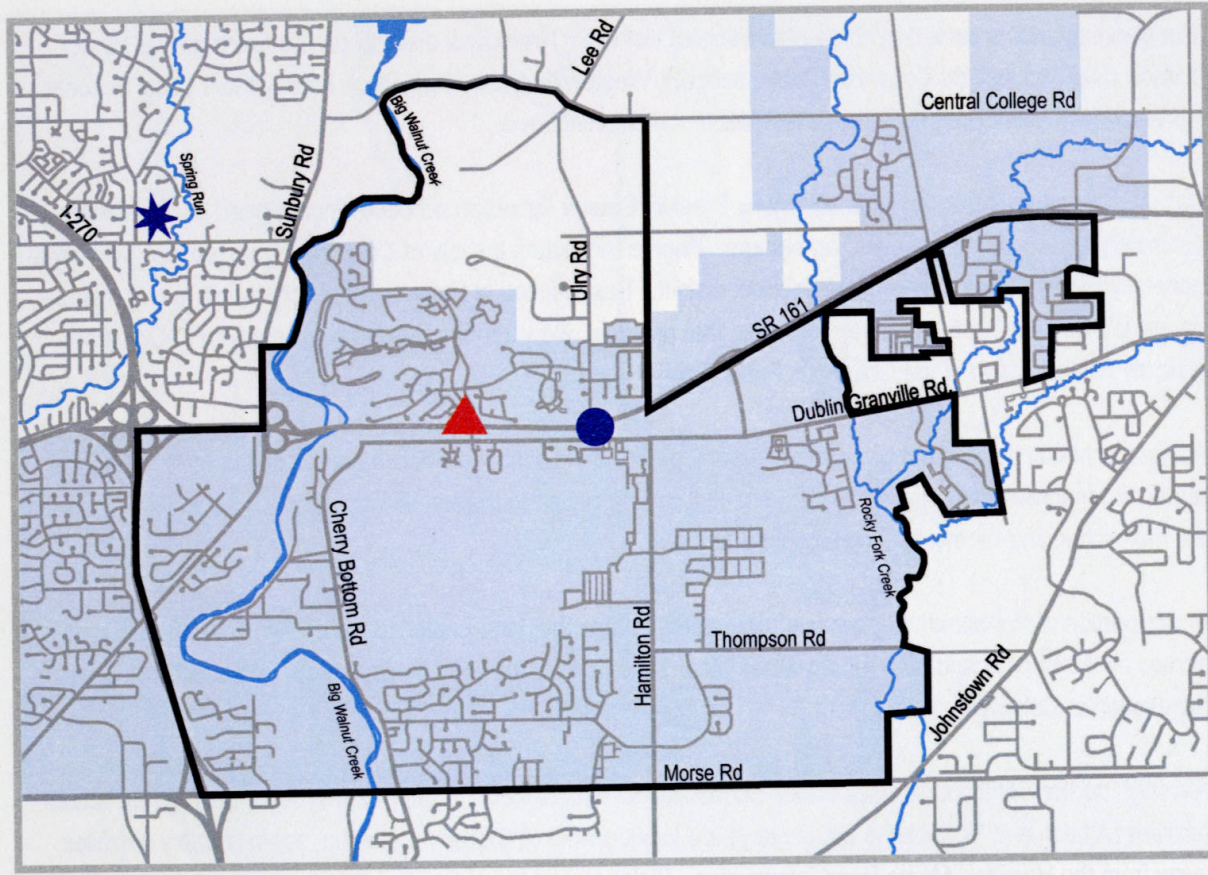 Lee Rd
Central College Rd
Big Walnut Creek
Spring Run
Sunbury Rd
I-270
Ulry Rd
SR 161
Dublin Granville Rd
Cherry Bottom Rd
Rocky Fork Creek
Hamilton Rd
Thompson Rd
Johnstown Rd
Big Walnut Creek
Morse Rd